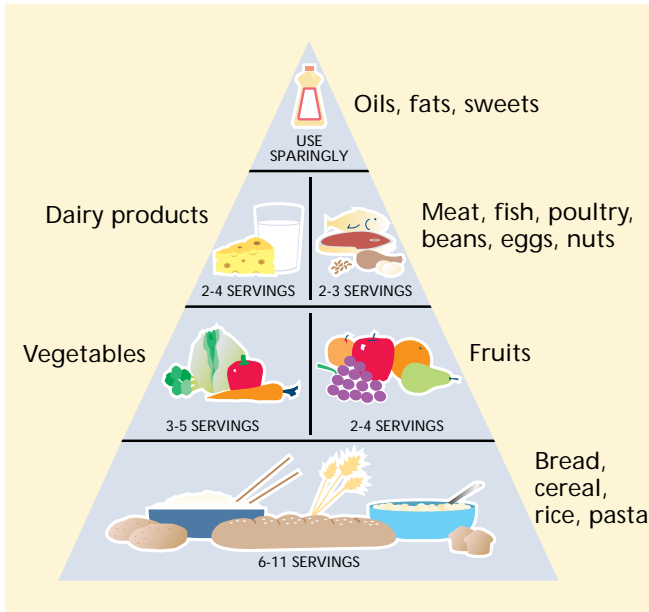 Oils, fats, sweets
USE
SPARINGLY
Dairy products
Meat, fish, poultry,
beans, eggs, nuts
2-4 SERVINGS
2-3 SERVINGS
Vegetables
Fruits
3-5 SERVINGS
2-4 SERVINGS
Bread,
cereal,
rice, pasta
6-11 SERVINGS